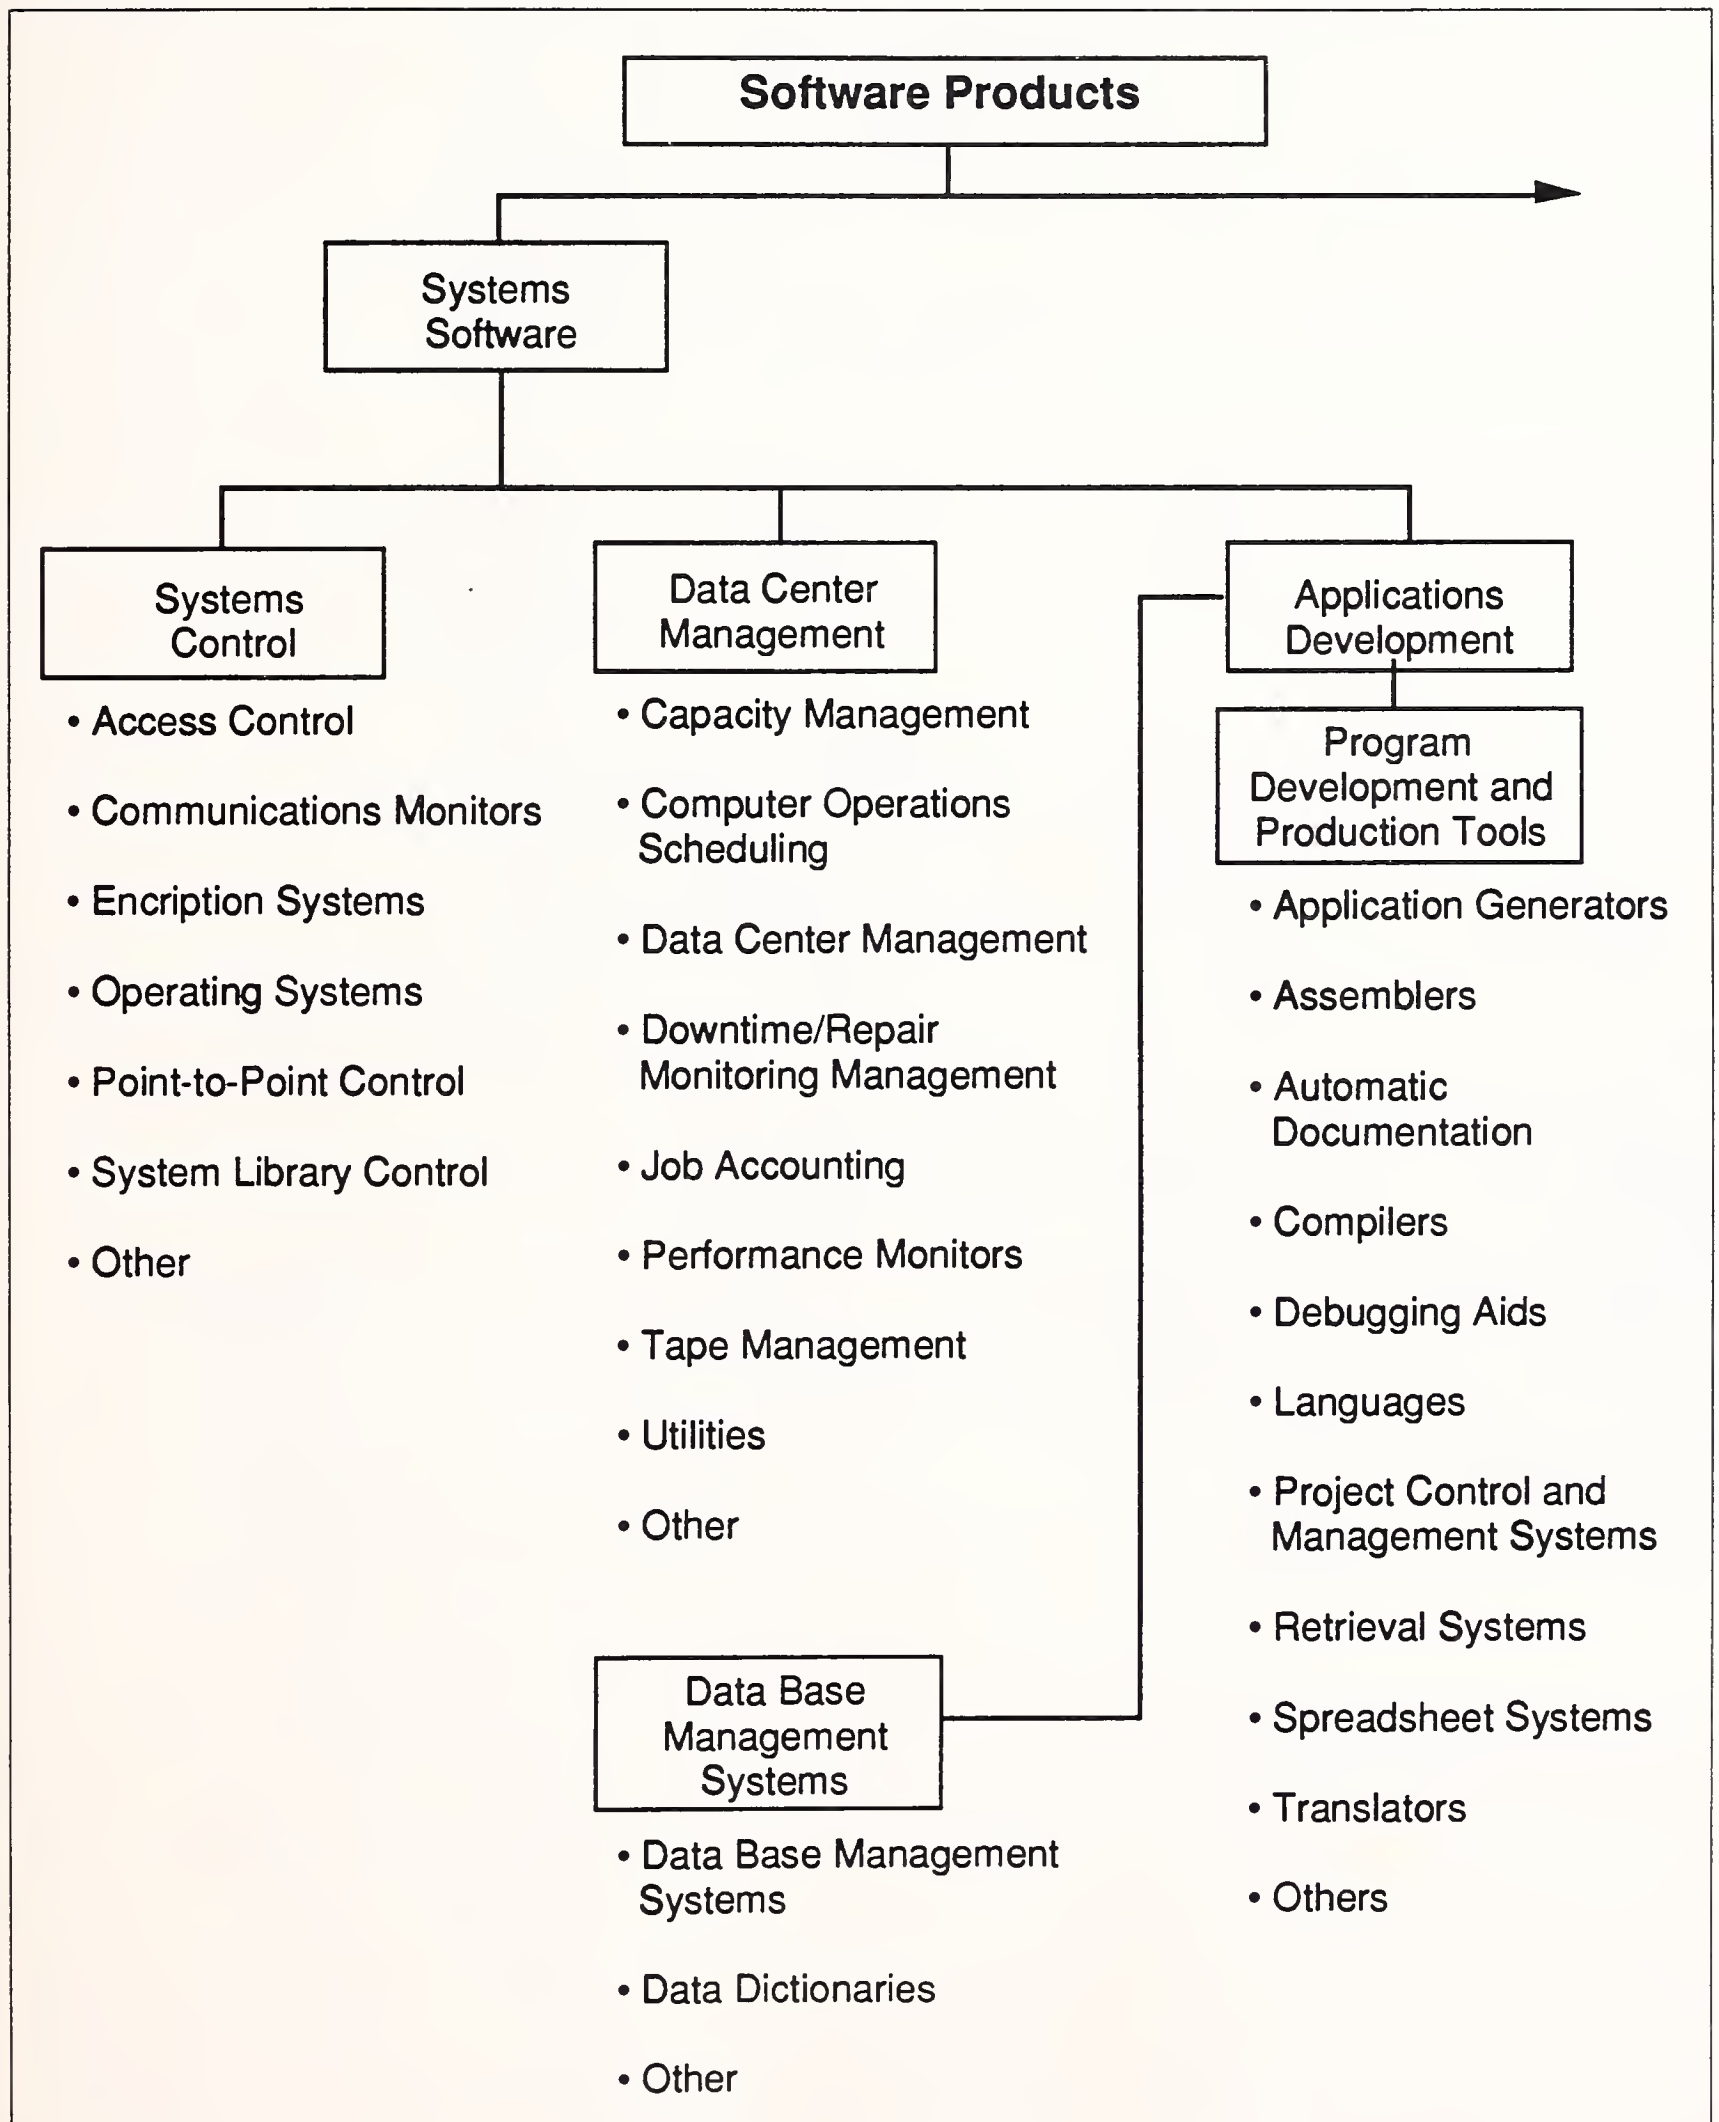 Software Products
Systems
Software
Systems
Control
• Access Control
• Communications Monitors
• Encription Systems
• Operating Systems
• Point-to-Point Control
• System Library Control
• Other
Data Center
Management
• Capacity Management
• Computer Operations
Scheduling
• Data Center Management
• Downtime/Repair
Monitoring Management
• Job Accounting
• Performance Monitors
• Tape Management
• Utilities
• Other
Applications
Development
Program
Development and
Production Tools
• Application Generators
• Assemblers
• Automatic
Documentation
• Compilers
• Debugging Aids
• Languages
• Project Control and
Management Systems
• Retrieval Systems
• Spreadsheet Systems
• Translators
• Others
Data Base
Management
Systems
• Data Base Management
Systems
• Data Dictionaries
• Other